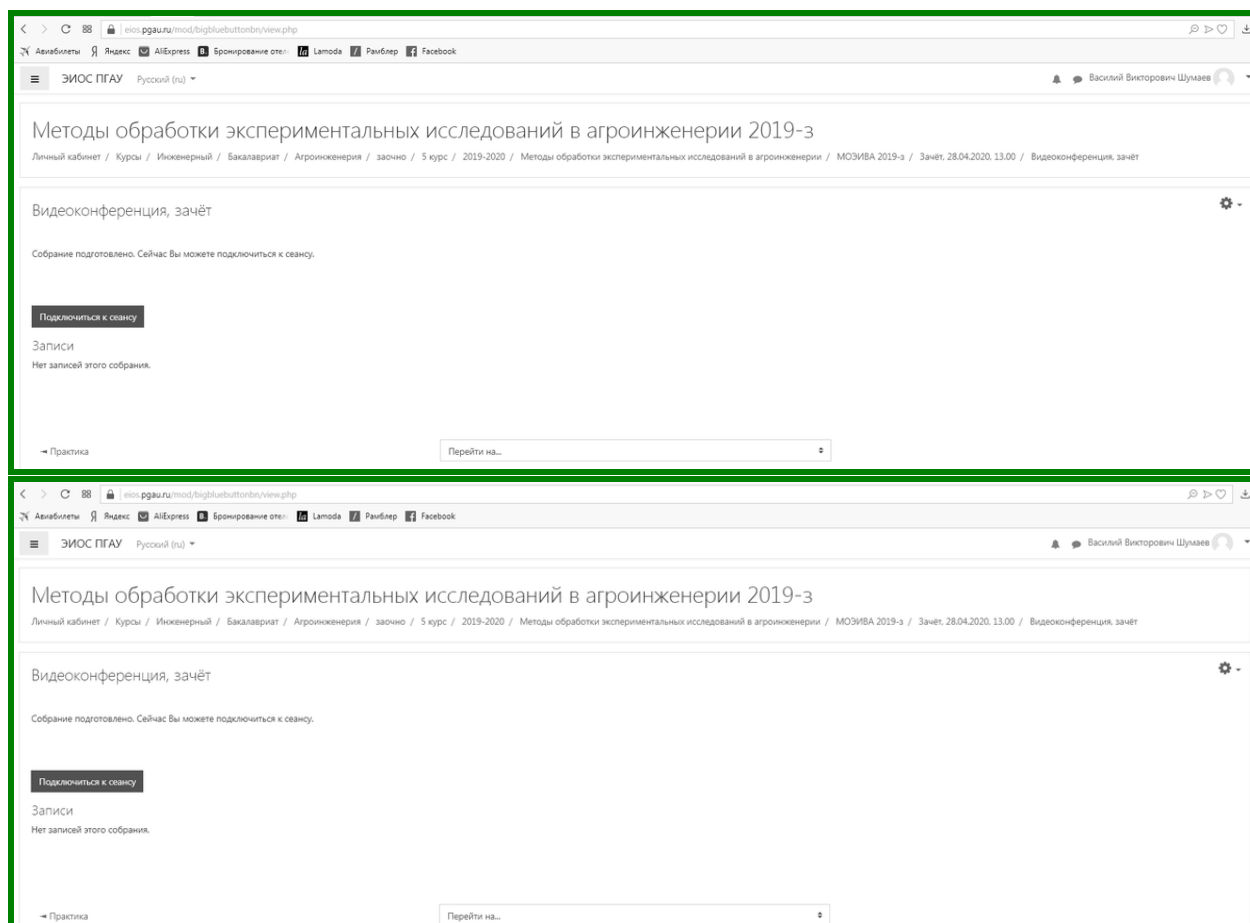 88 eios.pgau.ru/mod/bigbluebuttonbn/view.php
Авиабилеты Яндекс AliExpress Бронирование отел Lamoda Рамблер Facebook
ЭИОС ПГАУ Русский (ru) Василий Викторович Шумаев
Методы обработки экспериментальных исследований в агроинженерии 2019-з
Личный кабинет / Курсы / Инженерный / Бакалавриат / Агроинженерия / заочно / 5 курс / 2019-2020 / Методы обработки экспериментальных исследований в агроинженерии / МОЭИВА 2019-з / Зачёт, 28.04.2020, 13.00 / Видеоконференция, зачёт
Видеоконференция, зачёт
Собрание подготовлено. Сейчас Вы можете подключиться к сеансу.
Подключиться к сеансу
Записи
Нет записей этого собрания.
◄ Практика Перейти на...
88 eios.pgau.ru/mod/bigbluebuttonbn/view.php
Авиабилеты Яндекс AliExpress Бронирование отел Lamoda Рамблер Facebook
ЭИОС ПГАУ Русский (ru) Василий Викторович Шумаев
Методы обработки экспериментальных исследований в агроинженерии 2019-з
Личный кабинет / Курсы / Инженерный / Бакалавриат / Агроинженерия / заочно / 5 курс / 2019-2020 / Методы обработки экспериментальных исследований в агроинженерии / МОЭИВА 2019-з / Зачёт, 28.04.2020, 13.00 / Видеоконференция, зачёт
Видеоконференция, зачёт
Собрание подготовлено. Сейчас Вы можете подключиться к сеансу.
Подключиться к сеансу
Записи
Нет записей этого собрания.
◄ Практика Перейти на...